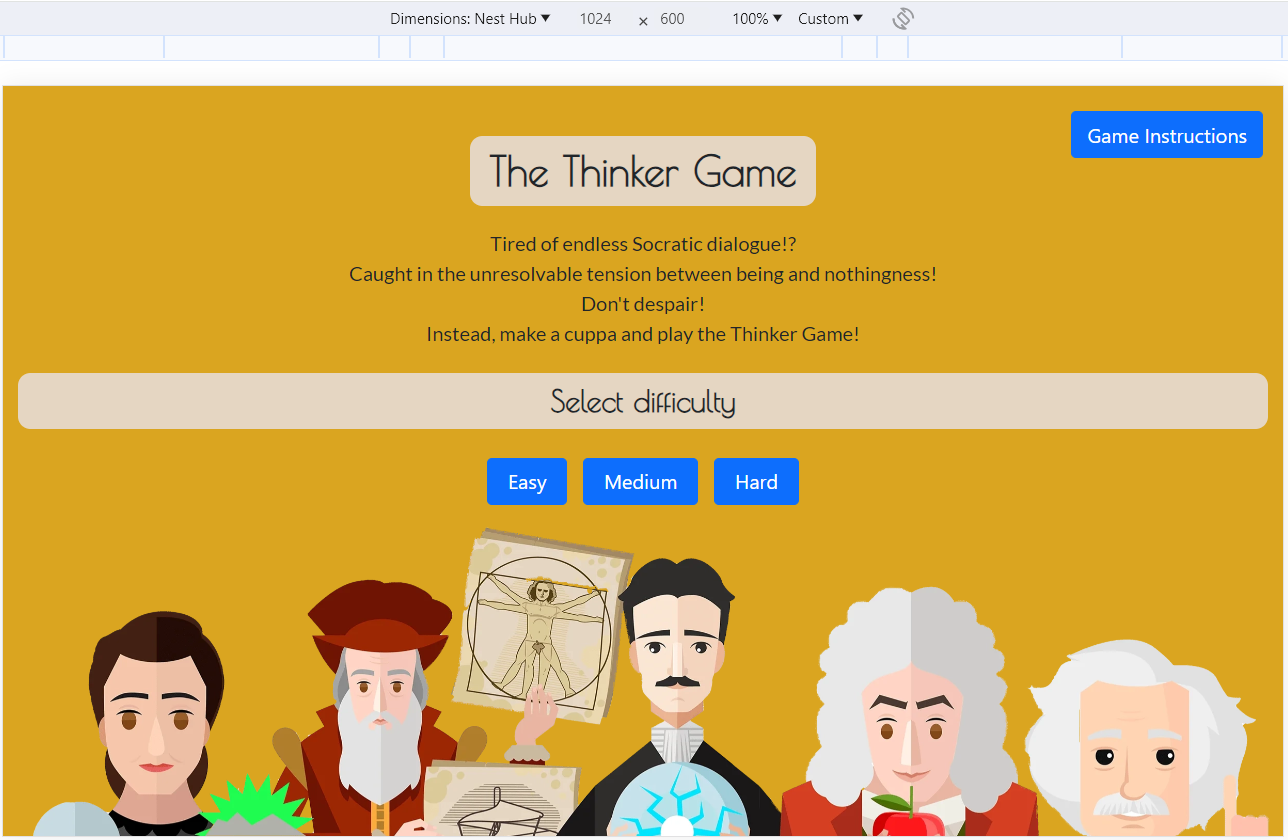 Dimensions: Nest Hub ▼ 1024 × 600 100% ▼ Custom ▼
Game Instructions
The Thinker Game
Tired of endless Socratic dialogue!?
Caught in the unresolvable tension between being and nothingness!
Don't despair!
Instead, make a cuppa and play the Thinker Game!
Select difficulty
Easy Medium Hard